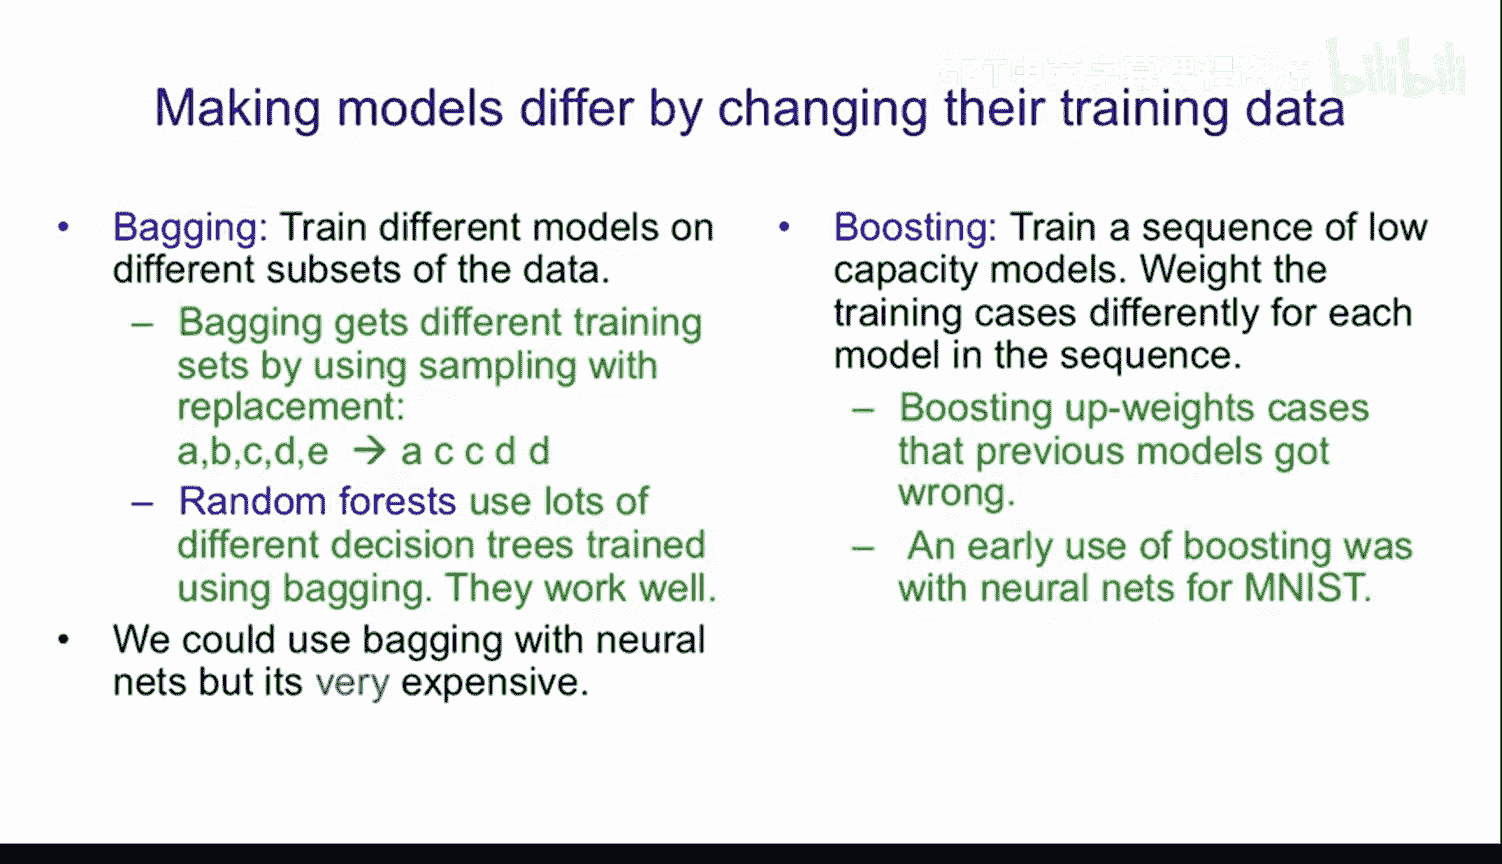 Making models differ by changing their training data
• Bagging: Train different models on
different subsets of the data.
– Bagging gets different training
sets by using sampling with
replacement:
a,b,c,d,e → a c c d d
– Random forests use lots of
different decision trees trained
using bagging. They work well.
• We could use bagging with neural
nets but its very expensive.
• Boosting: Train a sequence of low
capacity models. Weight the
training cases differently for each
model in the sequence.
– Boosting up-weights cases
that previous models got
wrong.
– An early use of boosting was
with neural nets for MNIST.
bilibili